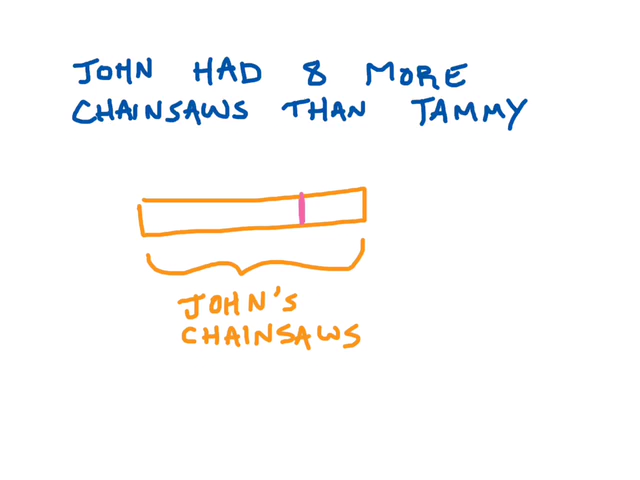 JOHN HAD 8 MORE
CHAINSAWS THAN TAMMY
JOHN'S
CHAINSAWS